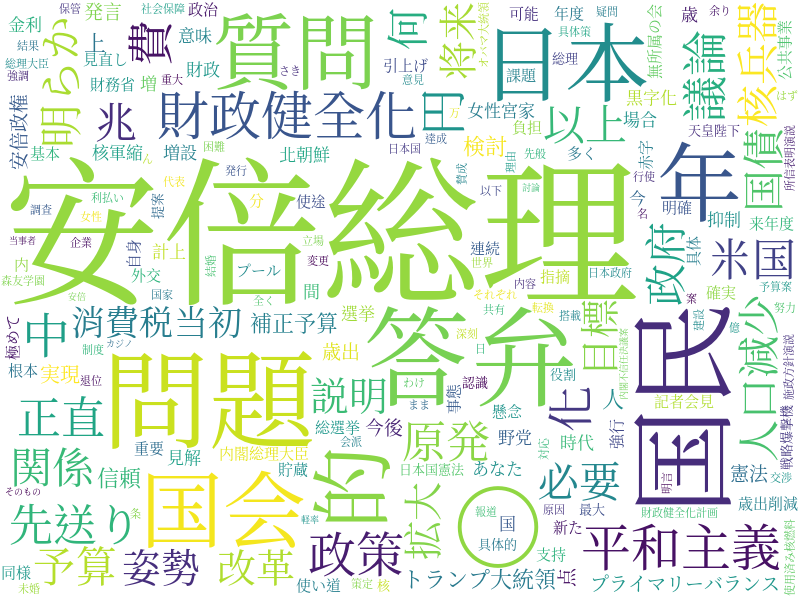 保管
発言
社会保障
政治
金利
上
意味
結果
見直し
総理大臣
強調
財務省
増
財政
重大
さき
明らか
費
質問
何
将来
可能
年度
疑問
余り
オバマ大統領
具体策
総理
引上げ
意見
課題
歳
無所属の会
議論
核兵器
公共事業
はず
日本
兆
財政健全化
円
女性宮家
黒字化
万
負担
以上
場合
天皇陛下
国債
所信表明演説
安倍政権
基本
核軍縮
ん
増設
困難
北朝鮮
検討
日本国
達成
理由
先般
多く
行く
赤字
行使
今
名
年
明確
抑制
来年度
発行
賛成
討論
以下
利払い
代表
提案
分
使途
調査
女性
安倍総理
当事者
企業
自身
計上
立場
連続
世界
政府
具体
米国
内
外交
結婚
プール
変更
間
内容
指摘
日本政府
案
確実
予算案
森友学園
安倍
国家
全く
選挙
それぞれ
共有
転換
搭載
目標
建設
億
努力
中
消費税
当初
補正予算
深刻
内閣不信任決議案
極めて
制度
カジノ
歳出
答弁
日
国民
人口減少
施政方針演説
根本
実現
退位
問題
説明
わけ
まま
認識
事態
役割
化
人
記者会見
戦略爆撃機
正直
重要
見解
総選挙
会派
今後
懸念
野党
対応
時代
強行
明言
交渉
関係
信頼
内閣総理大臣
貯蔵
的
原発
日本国憲法
あなた
必要
憲法
そのもの
先送り
条
国会
軽率
拡大
報道
国
具体的
原因
新た
最大
支持
財政健全化計画
歳出削減
使用済み核燃料
同様
予算
未婚
姿勢
改革
使い道
策定
核
政策
トランプ大統領
点
平和主義
プライマリーバランス